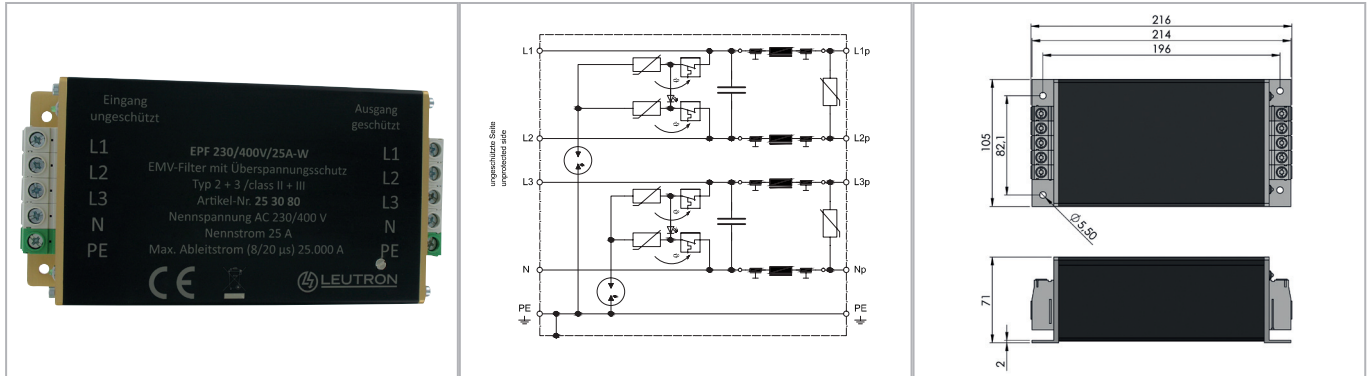 Eingang
ungeschützt
L1
L2
L3
N
PE
EPF 230/400V/25A-W
EMV-Filter mit Überspannungsschutz
Typ 2 + 3 /class II + III
Artikel-Nr. 25 30 80
Nennspannung AC 230/400 V
Nennstrom 25 A
Max. Ableitstrom (8/20 µs) 25.000 A
CE
LEUTRON
Ausgang
geschützt
L1
L2
L3
N
PE
ungeschützte Seite
unprotected side
L1
L1p
L2
L2p
L3
L3p
N
Np
PE
PE
216
214
196
105
82,1
Ø5,50
71
2